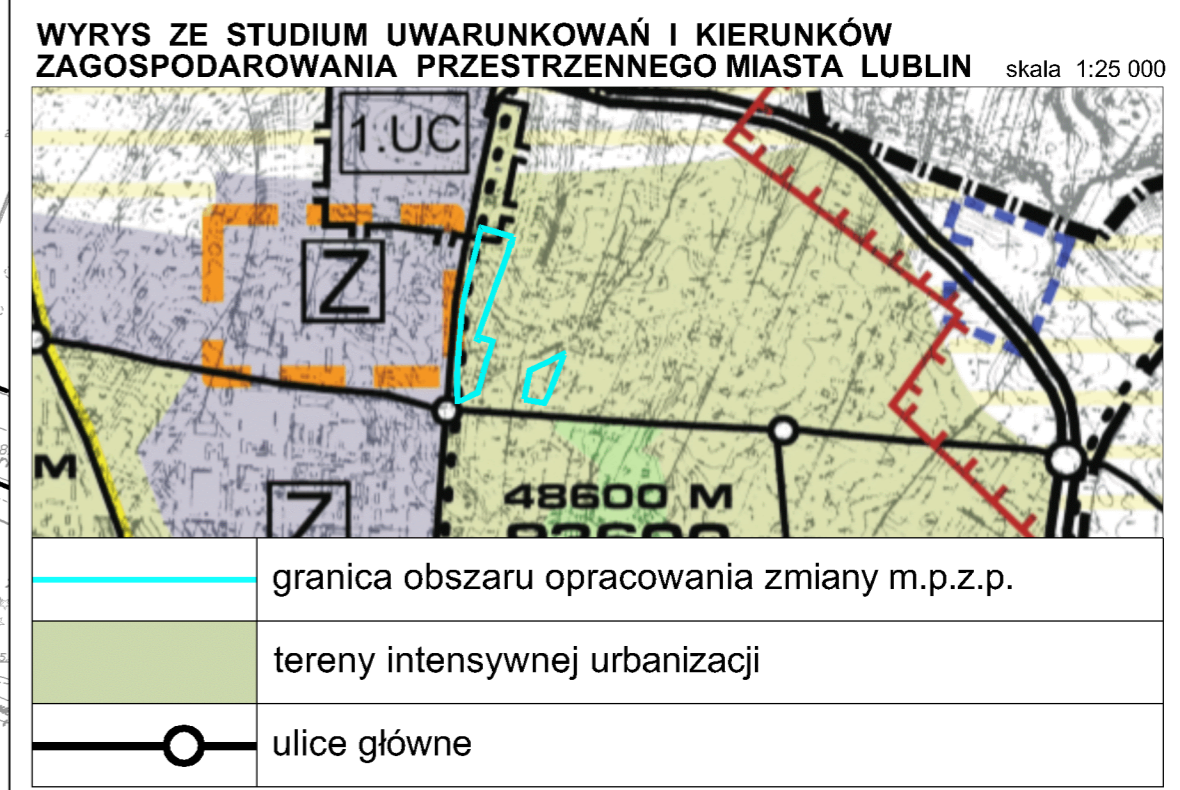 WYRYS ZE STUDIUM UWARUNKOWAŃ I KIERUNKÓW
ZAGOSPODAROWANIA PRZESTRZENNEGO MIASTA LUBLIN skala 1:25 000
1.UC
Z
M
48600 M
Z
granica obszaru opracowania zmiany m.p.z.p.
tereny intensywnej urbanizacji
ulice główne